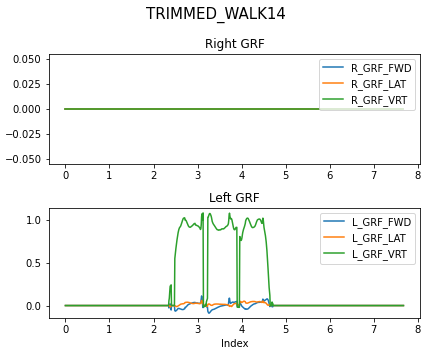 TRIMMED_WALK14
Right GRF
0.050
0.025
0.000
−0.025
−0.050
R_GRF_FWD
R_GRF_LAT
R_GRF_VRT
0 1 2 3 4 5 6 7 8
Left GRF
1.0
0.5
0.0
L_GRF_FWD
L_GRF_LAT
L_GRF_VRT
0 1 2 3 4 5 6 7 8
Index